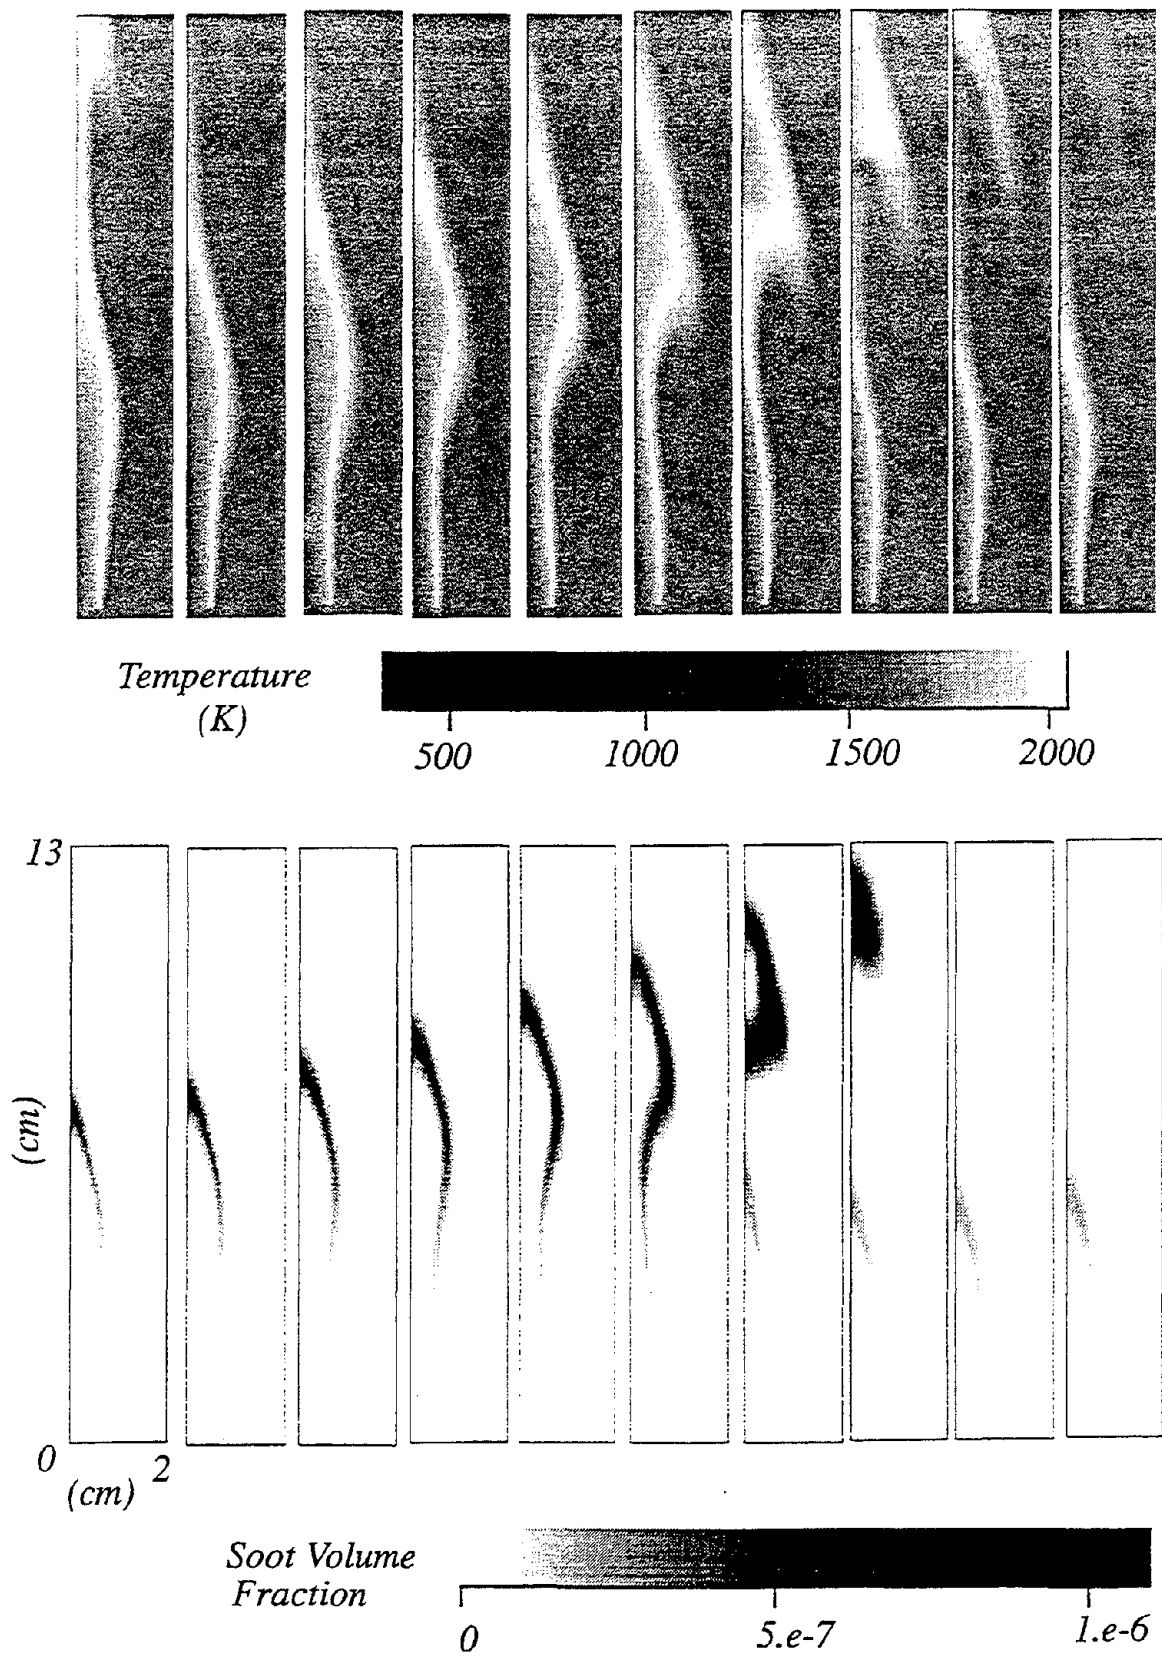 Temperature
(K)
500 1000 1500 2000
13
(cm)
0
2
(cm)
Soot Volume
Fraction
0 5.e-7 1.e-6